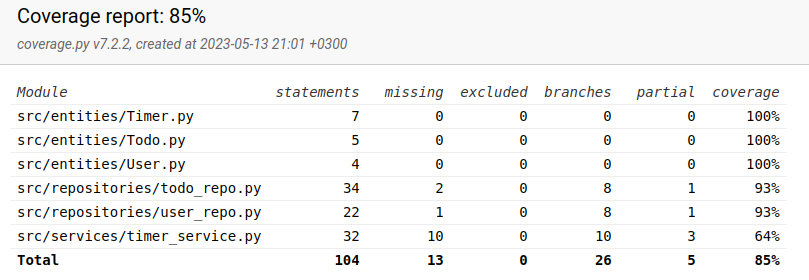 Coverage report: 85%
coverage.py v7.2.2, created at 2023-05-13 21:01 +0300
Module statements missing excluded branches partial coverage
src/entities/Timer.py 7 0 0 0 0 100%
src/entities/Todo.py 5 0 0 0 0 100%
src/entities/User.py 4 0 0 0 0 100%
src/repositories/todo_repo.py 34 2 0 8 1 93%
src/repositories/user_repo.py 22 1 0 8 1 93%
src/services/timer_service.py 32 10 0 10 3 64%
Total 104 13 0 26 5 85%